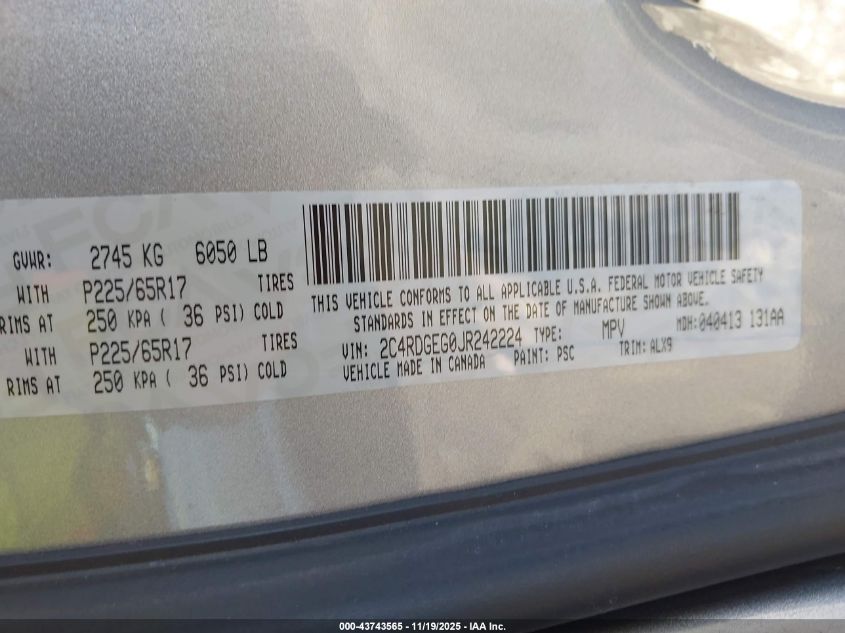 GVWR: 2745 KG 6050 LB
WITH P225/65R17 TIRES
RIMS AT 250 KPA ( 36 PSI) COLD
WITH P225/65R17 TIRES
RIMS AT 250 KPA ( 36 PSI) COLD
THIS VEHICLE CONFORMS TO ALL APPLICABLE U.S.A. FEDERAL MOTOR VEHICLE SAFETY
STANDARDS IN EFFECT ON THE DATE OF MANUFACTURE SHOWN ABOVE.
VIN: 2C4RDGEG0JR242224 TYPE: MPV MDH:040413 131AA
VEHICLE MADE IN CANADA PAINT: PSC TRIM: ALX9
000-43743565 - 11/19/2025 - IAA Inc.